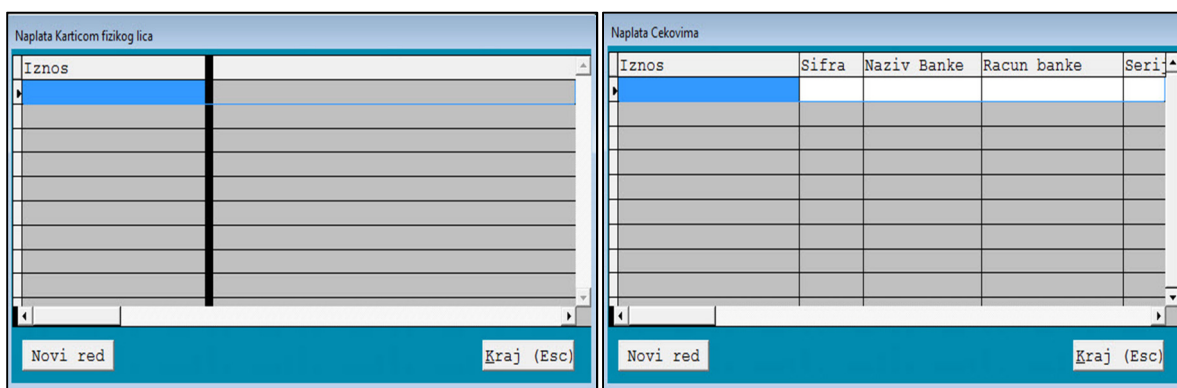 Naplata Karticom fizikog lica
Iznos
Novi red
Kraj (Esc)
Naplata Cekovima
Iznos Sifra Naziv Banke Racun banke Serij
Novi red
Kraj (Esc)